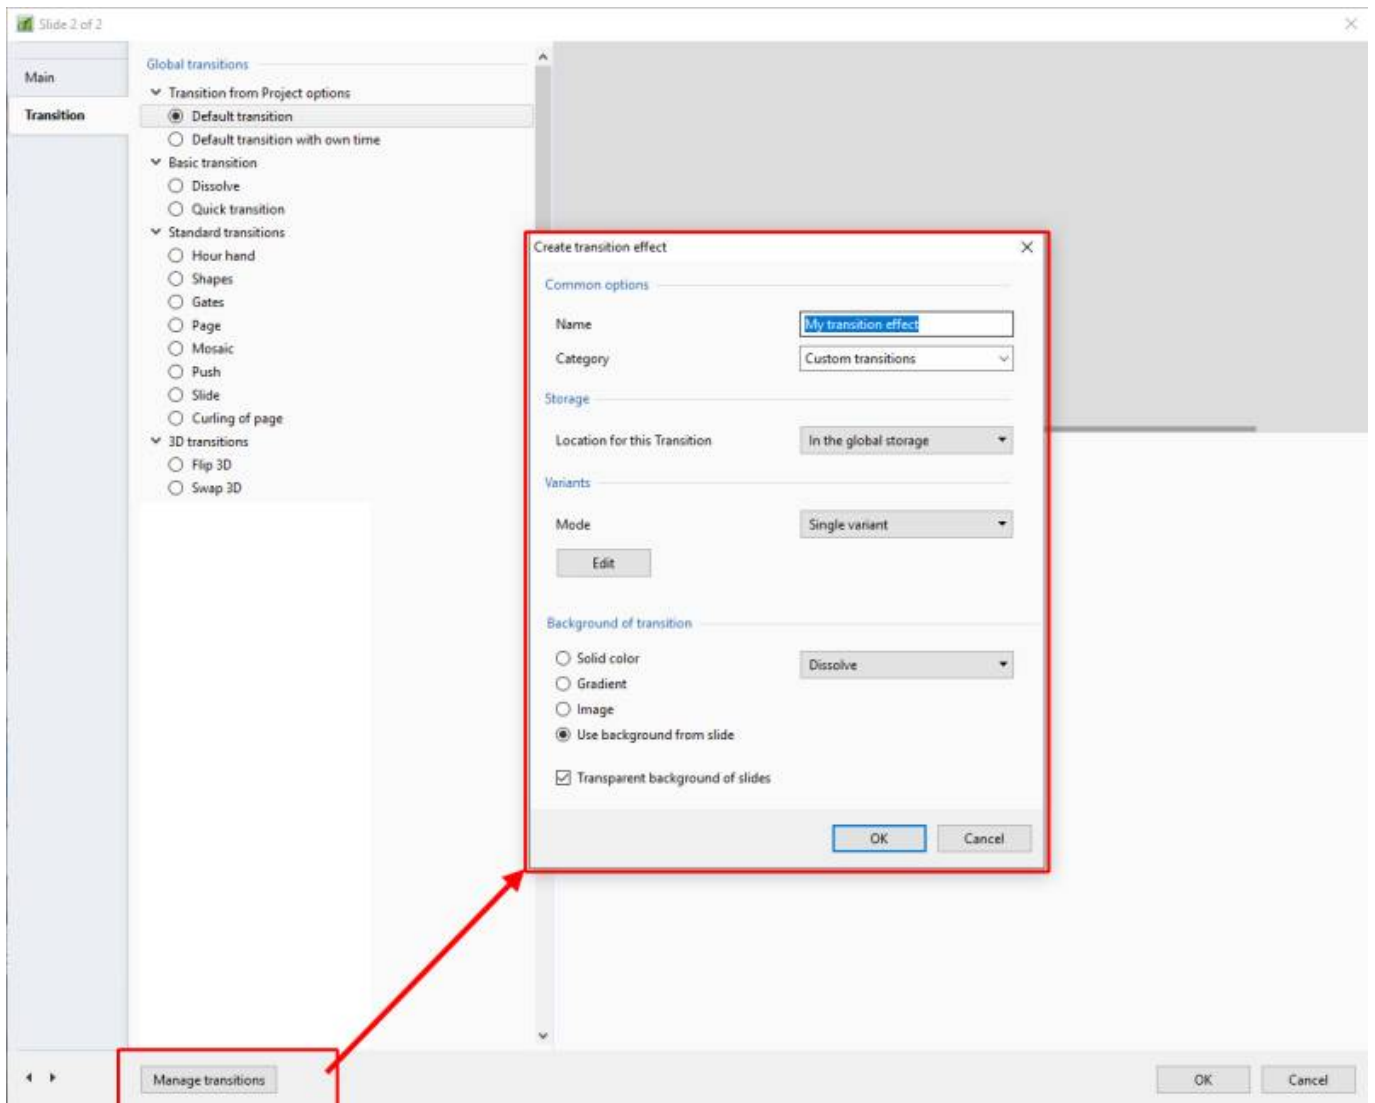 Slide 2 of 2
Main
Transition
Global transitions
Transition from Project options
Default transition
Default transition with own time
Basic transition
Dissolve
Quick transition
Standard transitions
Hour hand
Shapes
Gates
Page
Mosaic
Push
Slide
Curling of page
3D transitions
Flip 3D
Swap 3D
Create transition effect
Common options
Name My transition effect
Category Custom transitions
Storage
Location for this Transition In the global storage
Variants
Mode Single variant
Edit
Background of transition
Solid color Dissolve
Gradient
Image
Use background from slide
Transparent background of slides
OK Cancel
Manage transitions OK Cancel